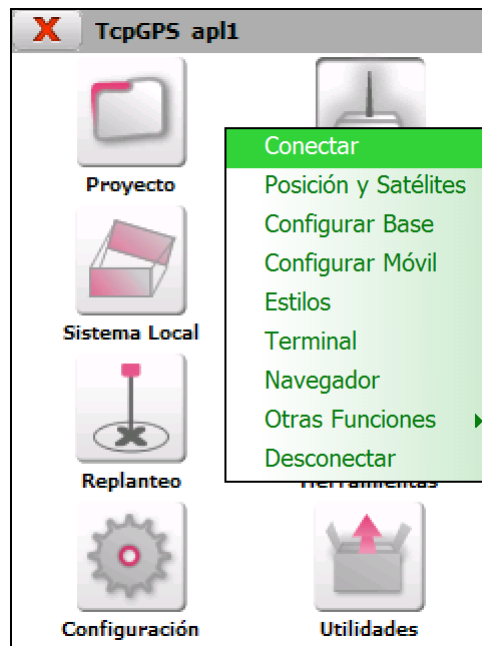 TcpGPS apl1
Proyecto
Conectar
Posición y Satélites
Configurar Base
Configurar Móvil
Estilos
Terminal
Navegador
Otras Funciones
Desconectar
Sistema Local
Replanteo
Herramientas
Configuración
Utilidades